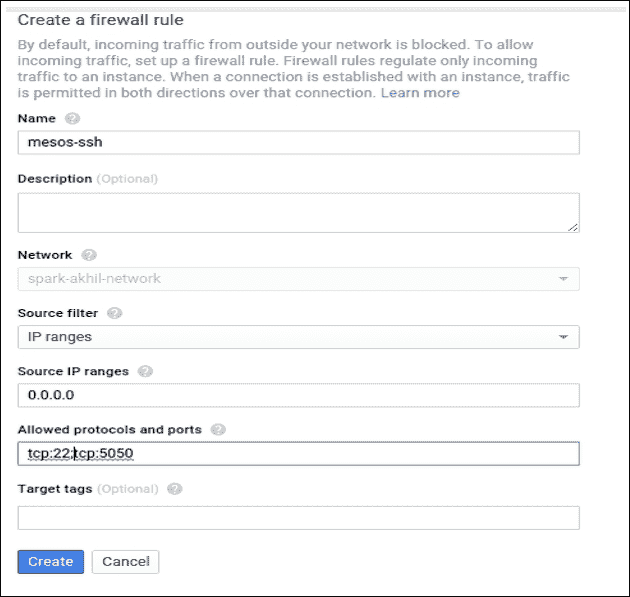 Create a firewall rule
By default, incoming traffic from outside your network is blocked. To allow
incoming traffic, set up a firewall rule. Firewall rules regulate only incoming
traffic to an instance. When a connection is established with an instance, traffic
is permitted in both directions over that connection. Learn more
Name ?
mesos-ssh
Description (Optional)
Network ?
spark-akhil-network
Source filter ?
IP ranges
Source IP ranges ?
0.0.0.0
Allowed protocols and ports ?
tcp:22;tcp:5050
Target tags (Optional) ?
Create Cancel